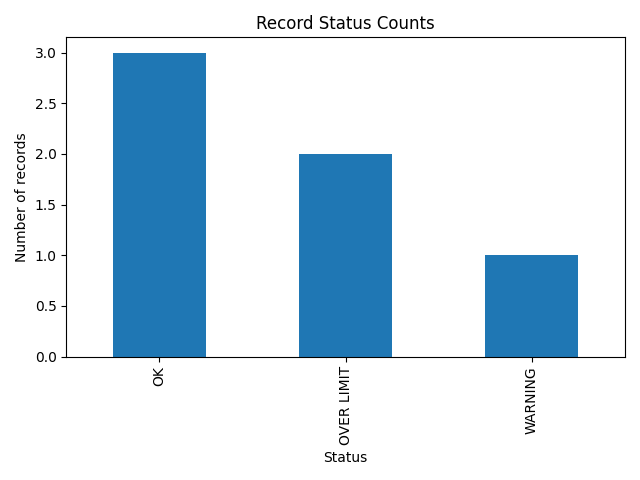 Record Status Counts
Number of records
3.0
2.5
2.0
1.5
1.0
0.5
0.0
OK
OVER LIMIT
WARNING
Status